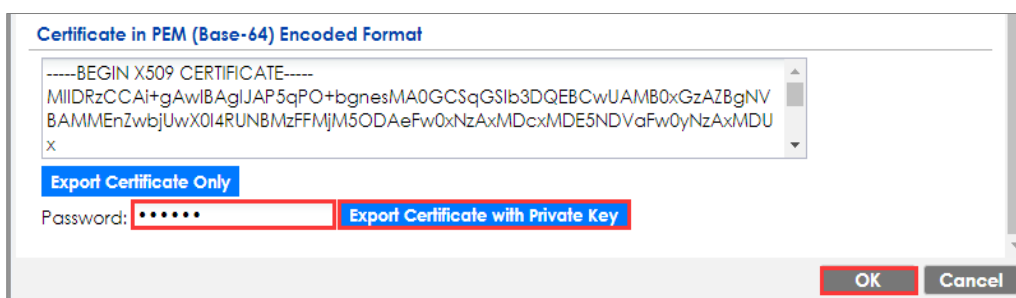 Certificate in PEM (Base-64) Encoded Format
-----BEGIN X509 CERTIFICATE-----
MIIDRzCCAi+gAwIBAgIJAP5qPO+bgnesMA0GCSqGSIb3DQEBCwUAMB0xGzAZBgNV
BAMMEnZwbjUwX0I4RUNBMzFFMjM5ODAeFw0xNzAxMDcxMDE5NDVaFw0yNzAxMDU
x
Export Certificate Only
Password: •••••• Export Certificate with Private Key
OK Cancel